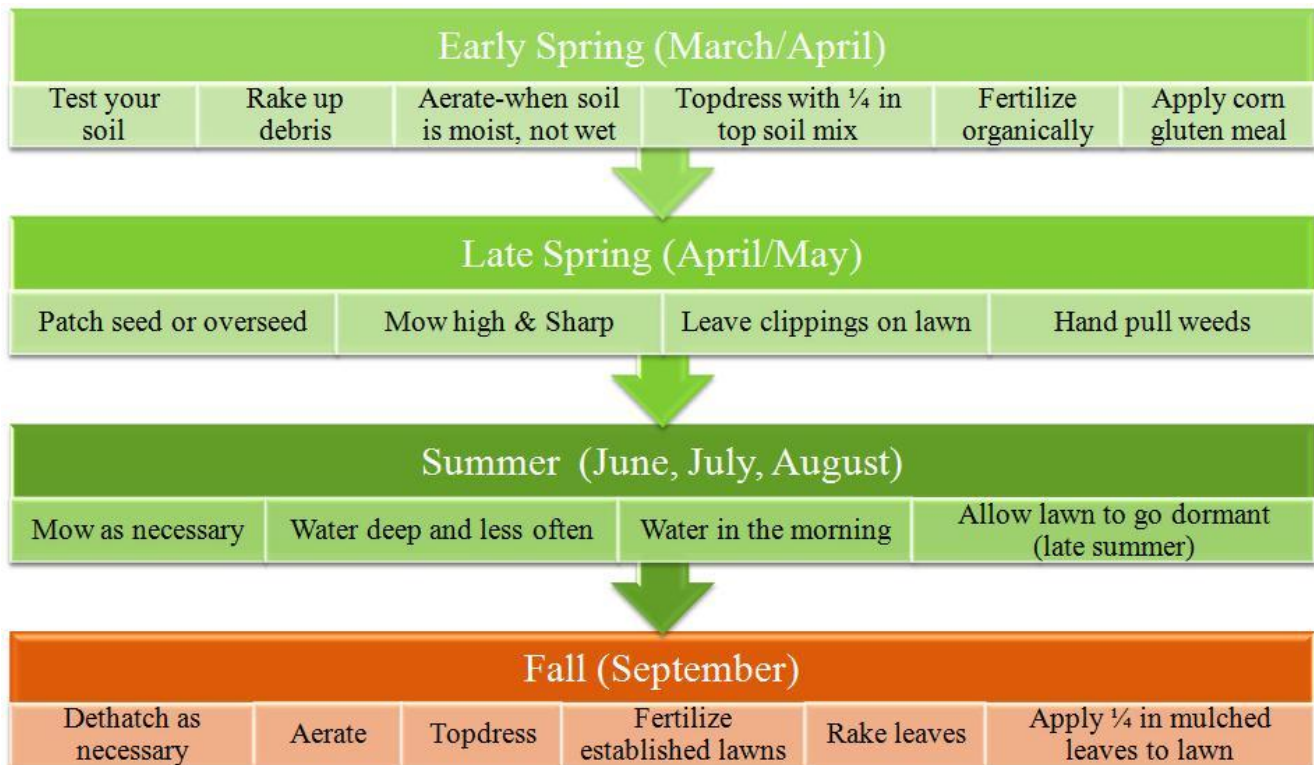 Early Spring (March/April)
Test your
soil
Rake up
debris
Aerate-when soil
is moist, not wet
Topdress with ¼ in
top soil mix
Fertilize
organically
Apply corn
gluten meal
Late Spring (April/May)
Patch seed or overseed
Mow high & Sharp
Leave clippings on lawn
Hand pull weeds
Summer (June, July, August)
Mow as necessary
Water deep and less often
Water in the morning
Allow lawn to go dormant
(late summer)
Fall (September)
Dethatch as
necessary
Aerate
Topdress
Fertilize
established lawns
Rake leaves
Apply ¼ in mulched
leaves to lawn